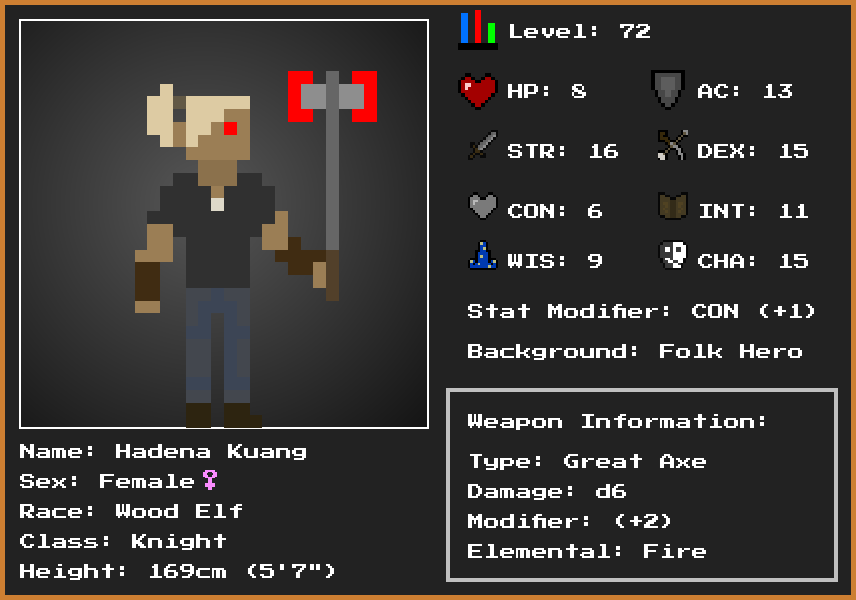 Level: 72
HP: 8
AC: 13
STR: 16
DEX: 15
CON: 6
INT: 11
WIS: 9
CHA: 15
Stat Modifier: CON (+1)
Background: Folk Hero
Weapon Information:
Type: Great Axe
Damage: d6
Modifier: (+2)
Elemental: Fire
Name: Hadena Kuang
Sex: Female♀
Race: Wood Elf
Class: Knight
Height: 169cm (5'7")